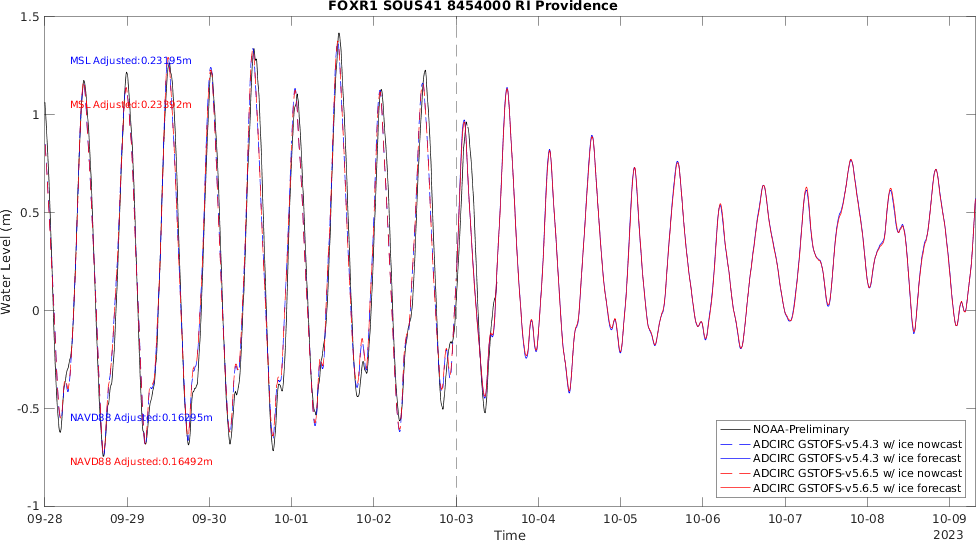 FOXR1 SOUS41 8454000 RI Providence
1.5
1
0.5
0
-0.5
-1
Water Level (m)
MSL Adjusted:0.23195m
MSL Adjusted:0.23392m
NAVD88 Adjusted:0.16295m
NAVD88 Adjusted:0.16492m
NOAA-Preliminary
ADCIRC GSTOFS-v5.4.3 w/ ice nowcast
ADCIRC GSTOFS-v5.4.3 w/ ice forecast
ADCIRC GSTOFS-v5.6.5 w/ ice nowcast
ADCIRC GSTOFS-v5.6.5 w/ ice forecast
09-28 09-29 09-30 10-01 10-02 10-03 10-04 10-05 10-06 10-07 10-08 10-09
Time
2023